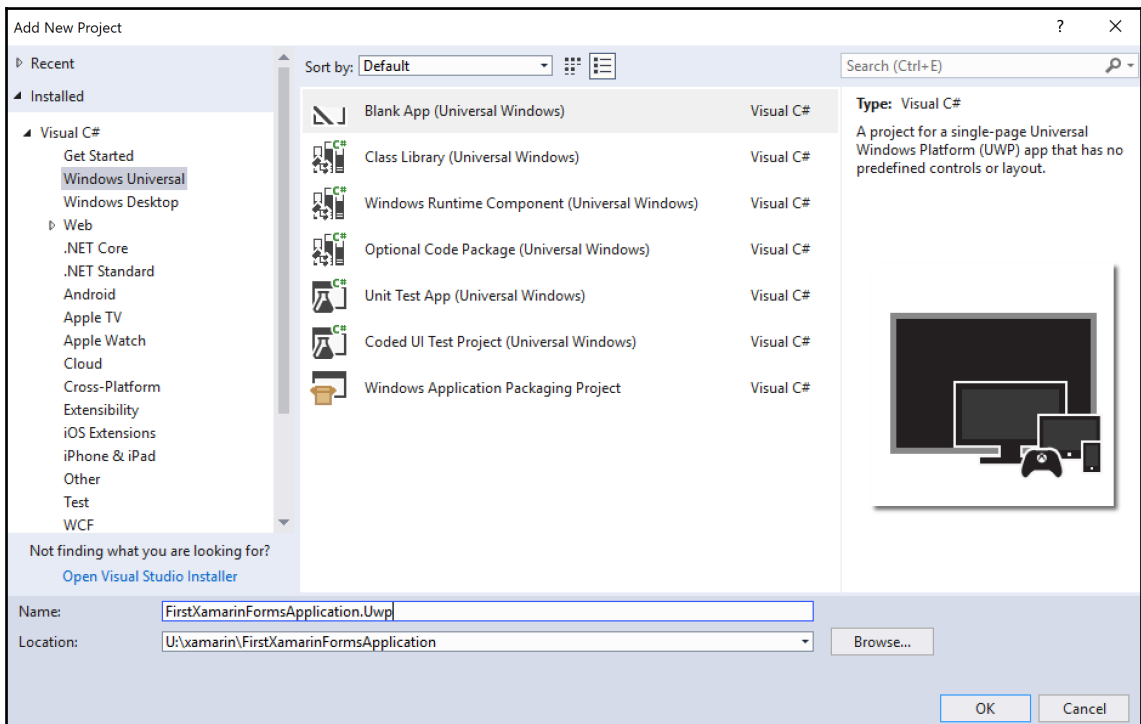 Add New Project
?
Recent
Installed
Visual C#
Get Started
Windows Universal
Windows Desktop
Web
.NET Core
.NET Standard
Android
Apple TV
Apple Watch
Cloud
Cross-Platform
Extensibility
iOS Extensions
iPhone & iPad
Other
Test
WCF
Not finding what you are looking for?
Open Visual Studio Installer
Sort by: Default
Blank App (Universal Windows) Visual C#
C# Class Library (Universal Windows) Visual C#
C# Windows Runtime Component (Universal Windows) Visual C#
C# Optional Code Package (Universal Windows) Visual C#
C# Unit Test App (Universal Windows) Visual C#
C# Coded UI Test Project (Universal Windows) Visual C#
Windows Application Packaging Project Visual C#
Search (Ctrl+E)
Type: Visual C#
A project for a single-page Universal
Windows Platform (UWP) app that has no
predefined controls or layout.
Name: FirstXamarinFormsApplication.Uwp
Location: U:\xamarin\FirstXamarinFormsApplication
Browse...
OK Cancel